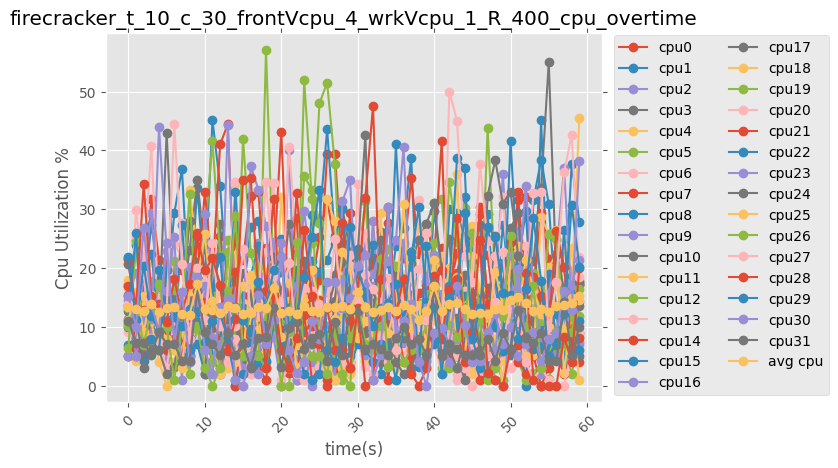 firecracker_t_10_c_30_frontVcpu_4_wrkVcpu_1_R_400_cpu_overtime
Cpu Utilization %
50
40
30
20
10
0
0
10
20
30
40
50
60
time(s)
cpu0
cpu1
cpu2
cpu3
cpu4
cpu5
cpu6
cpu7
cpu8
cpu9
cpu10
cpu11
cpu12
cpu13
cpu14
cpu15
cpu16
cpu17
cpu18
cpu19
cpu20
cpu21
cpu22
cpu23
cpu24
cpu25
cpu26
cpu27
cpu28
cpu29
cpu30
cpu31
avg cpu